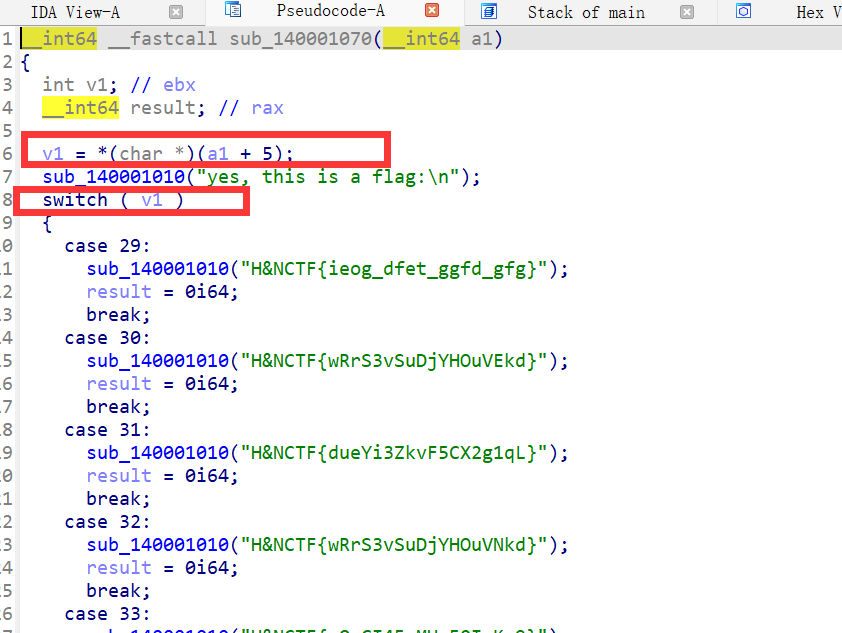 IDA View-A Pseudocode-A Stack of main Hex V
1 __int64 __fastcall sub_140001070(__int64 a1)
2 {
3 int v1; // ebx
4 __int64 result; // rax
5
6 v1 = *(char *)(a1 + 5);
7 sub_140001010("yes, this is a flag:\n");
8 switch ( v1 )
9 {
0 case 29:
1 sub_140001010("H&NCTF{ieog_dfet_ggfd_gfg}");
2 result = 0i64;
3 break;
4 case 30:
5 sub_140001010("H&NCTF{wRrS3vSuDjYHOuVEkd}");
6 result = 0i64;
7 break;
8 case 31:
9 sub_140001010("H&NCTF{dueYi3ZkvF5CX2g1qL}");
0 result = 0i64;
1 break;
2 case 32:
3 sub_140001010("H&NCTF{wRrS3vSuDjYHOuVNkd}");
4 result = 0i64;
5 break;
6 case 33: